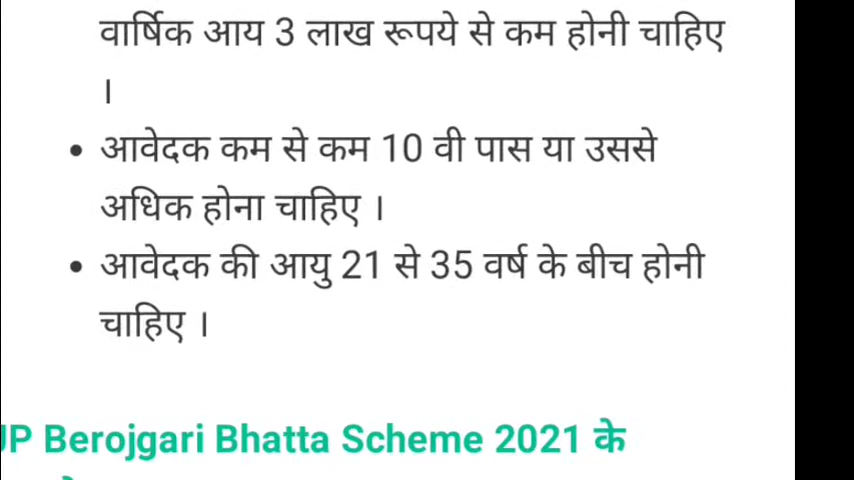 वार्षिक आय 3 लाख रूपये से कम होनी चाहिए
।
• आवेदक कम से कम 10 वी पास या उससे
अधिक होना चाहिए ।
• आवेदक की आयु 21 से 35 वर्ष के बीच होनी
चाहिए ।
UP Berojgari Bhatta Scheme 2021 के